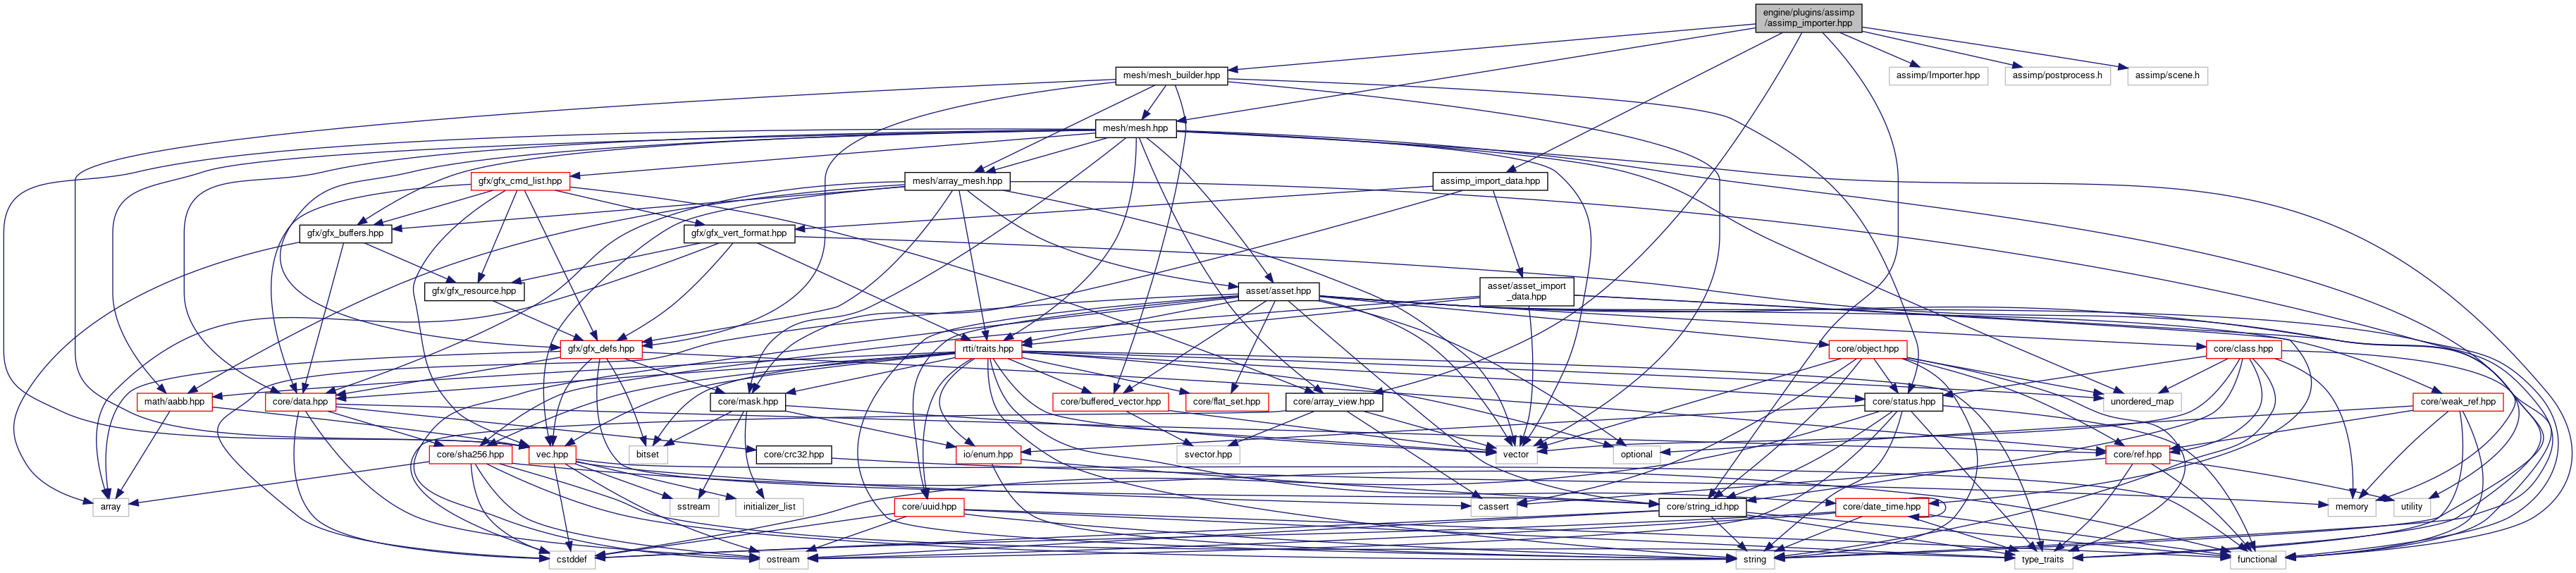 engine/plugins/assimp
/assimp_importer.hpp
mesh/mesh_builder.hpp
assimp/Importer.hpp
assimp/postprocess.h
assimp/scene.h
mesh/mesh.hpp
gfx/gfx_cmd_list.hpp
mesh/array_mesh.hpp
assimp_import_data.hpp
gfx/gfx_buffers.hpp
gfx/gfx_vert_format.hpp
gfx/gfx_resource.hpp
asset/asset.hpp
asset/asset_import
_data.hpp
gfx/gfx_defs.hpp
rtti/traits.hpp
core/object.hpp
core/class.hpp
math/aabb.hpp
core/data.hpp
core/mask.hpp
core/buffered_vector.hpp
core/flat_set.hpp
core/array_view.hpp
core/status.hpp
unordered_map
core/weak_ref.hpp
core/sha256.hpp
vec.hpp
bitset
core/crc32.hpp
io/enum.hpp
svector.hpp
vector
optional
core/ref.hpp
array
sstream
initializer_list
core/uuid.hpp
cassert
core/string_id.hpp
core/date_time.hpp
memory
utility
cstddef
ostream
string
type_traits
functional